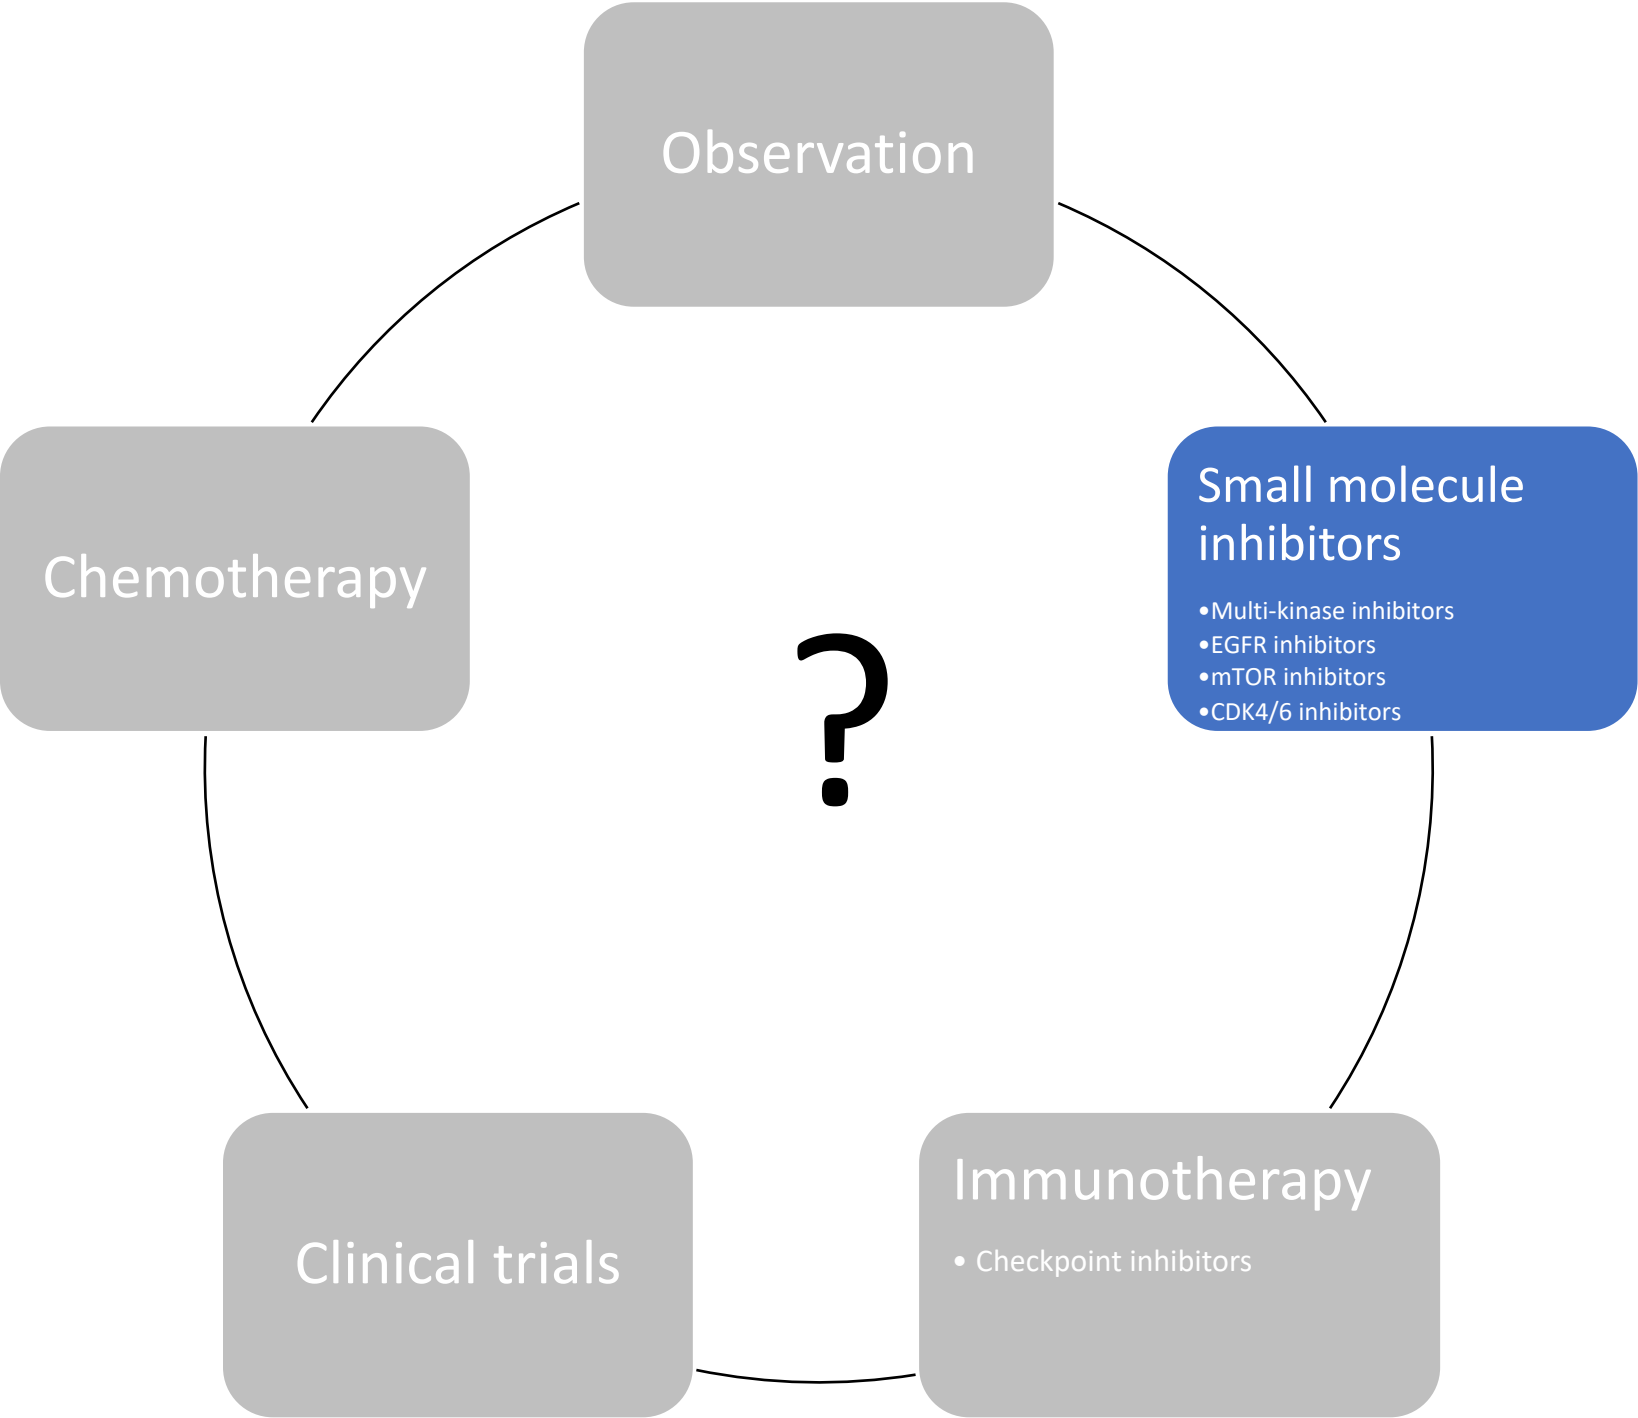 Observation
Small molecule
inhibitors
•Multi-kinase inhibitors
•EGFR inhibitors
•mTOR inhibitors
•CDK4/6 inhibitors
Chemotherapy
?
Immunotherapy
• Checkpoint inhibitors
Clinical trials